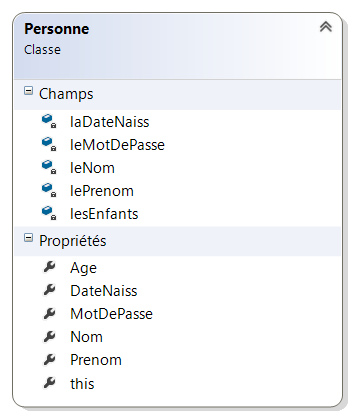 Personne
Classe
Champs
laDateNaiss
leMotDePasse
leNom
lePrenom
lesEnfants
Propriétés
Age
DateNaiss
MotDePasse
Nom
Prenom
this